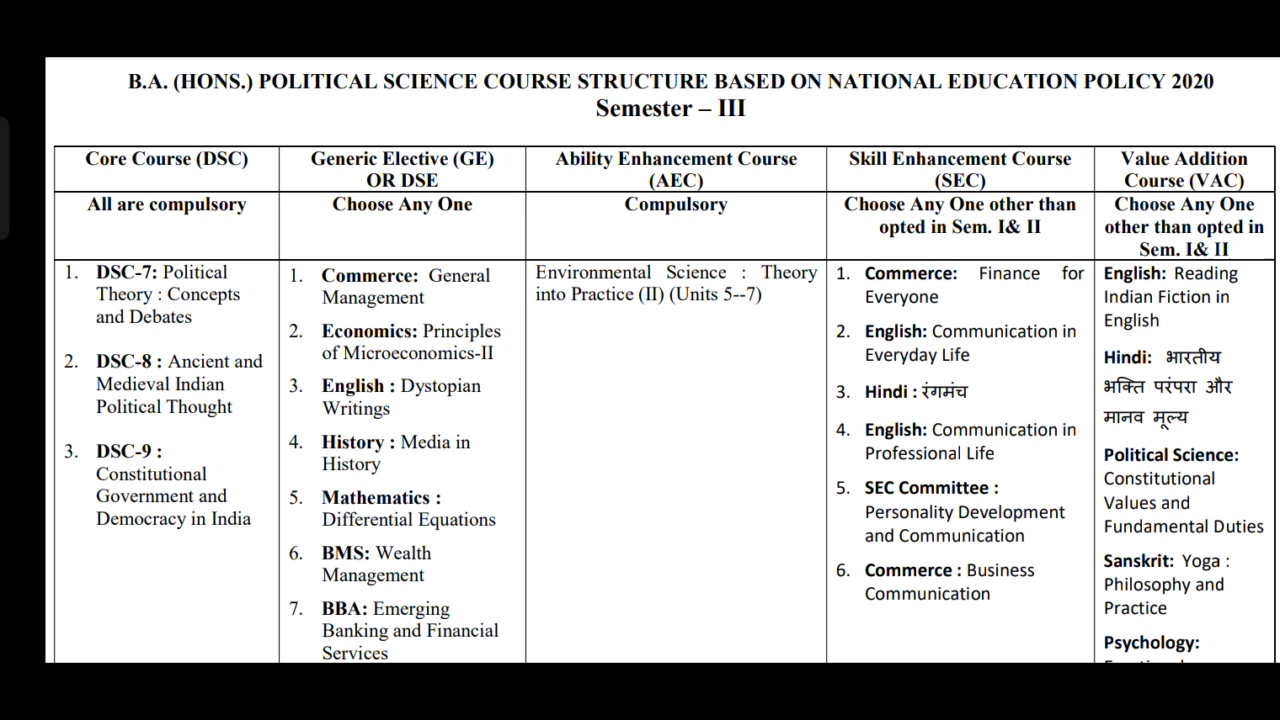 B.A. (HONS.) POLITICAL SCIENCE COURSE STRUCTURE BASED ON NATIONAL EDUCATION POLICY 2020
Semester – III
Core Course (DSC)
All are compulsory
1. DSC-7: Political
Theory : Concepts
and Debates
2. DSC-8 : Ancient and
Medieval Indian
Political Thought
3. DSC-9 :
Constitutional
Government and
Democracy in India
Generic Elective (GE)
OR DSE
Choose Any One
1. Commerce: General
Management
2. Economics: Principles
of Microeconomics-II
3. English : Dystopian
Writings
4. History : Media in
History
5. Mathematics :
Differential Equations
6. BMS: Wealth
Management
7. BBA: Emerging
Banking and Financial
Services
Ability Enhancement Course
(AEC)
Compulsory
Environmental Science : Theory
into Practice (II) (Units 5--7)
Skill Enhancement Course
(SEC)
Choose Any One other than
opted in Sem. I& II
1. Commerce: Finance for
Everyone
2. English: Communication in
Everyday Life
3. Hindi : रंगमंच
4. English: Communication in
Professional Life
5. SEC Committee :
Personality Development
and Communication
6. Commerce : Business
Communication
Value Addition
Course (VAC)
Choose Any One
other than opted in
Sem. I& II
English: Reading
Indian Fiction in
English
Hindi: भारतीय
भक्ति परंपरा और
मानव मूल्य
Political Science:
Constitutional
Values and
Fundamental Duties
Sanskrit: Yoga :
Philosophy and
Practice
Psychology: